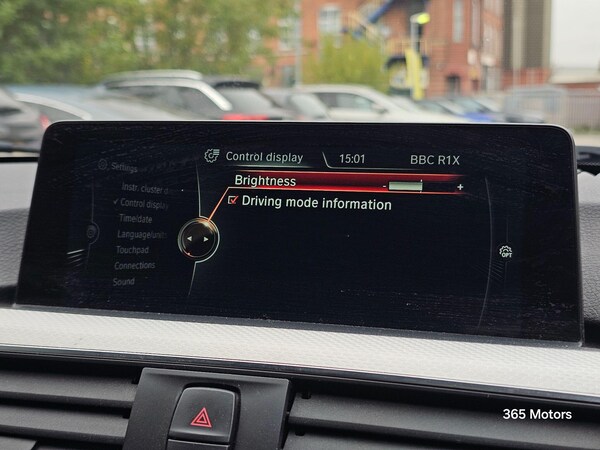 Settings
Control display
15:01
BBC R1X
Instr. cluster d
Control display
Time/date
Language/units
Touchpad
Connections
Sound
Brightness
- +
Driving mode information
OPT
365 Motors